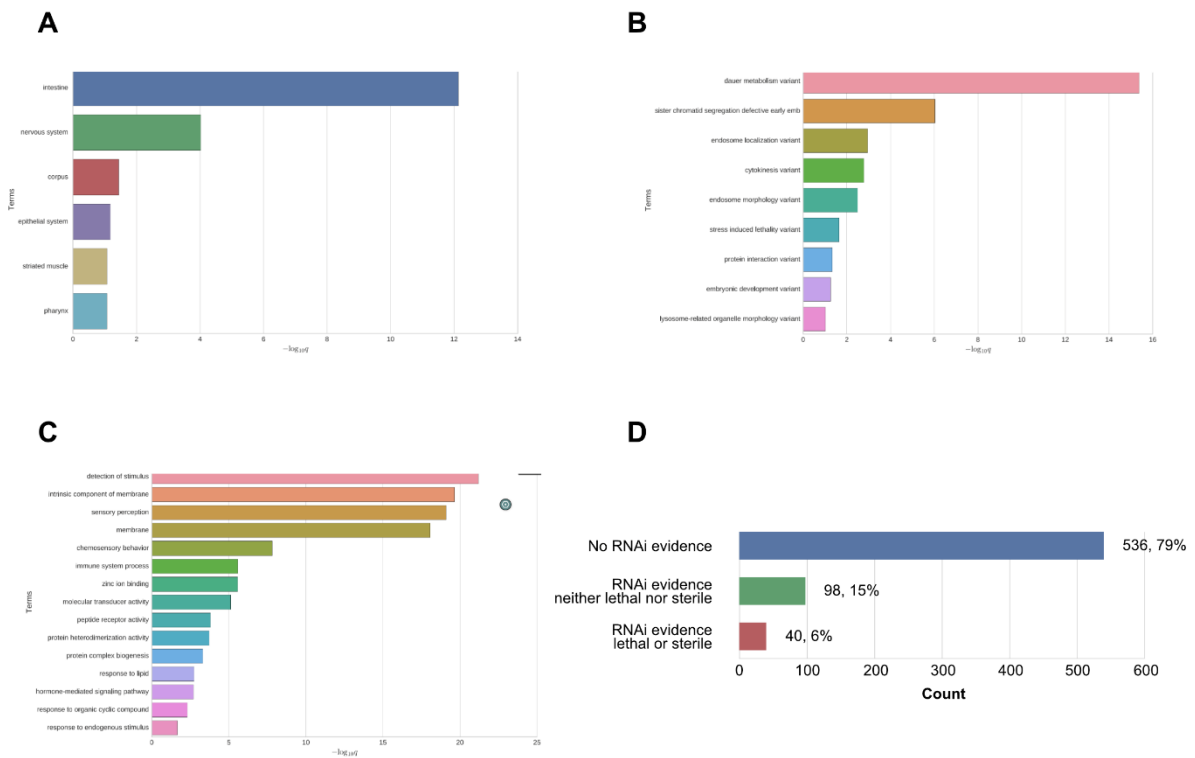 A
intestine
nervous system
corpus
epithelial system
striated muscle
pharynx
Terms
0 2 4 6 8 10 12 14
−log₁₀q
B
dauer metabolism variant
sister chromatid segregation defective early emb
endosome localization variant
cytokinesis variant
endosome morphology variant
stress induced lethality variant
protein interaction variant
embryonic development variant
lysosome-related organelle morphology variant
Terms
0 2 4 6 8 10 12 14 16
−log₁₀q
C
detection of stimulus
intrinsic component of membrane
sensory perception
membrane
chemosensory behavior
immune system process
zinc ion binding
molecular transducer activity
peptide receptor activity
protein heterodimerization activity
protein complex biogenesis
response to lipid
hormone-mediated signaling pathway
response to organic cyclic compound
response to endogenous stimulus
Terms
0 5 10 15 20 25
−log₁₀q
D
No RNAi evidence
536, 79%
RNAi evidence
neither lethal nor sterile
98, 15%
RNAi evidence
lethal or sterile
40, 6%
0 100 200 300 400 500 600
Count